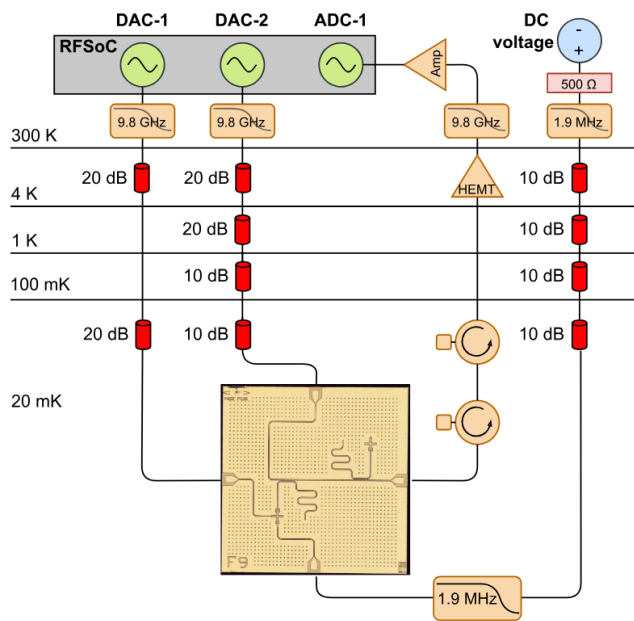 DAC-1 DAC-2 ADC-1 DC
voltage
RFSoC
Amp
- +
500 Ω
9.8 GHz 9.8 GHz 9.8 GHz 1.9 MHz
300 K
20 dB 20 dB HEMT 10 dB
4 K
20 dB 10 dB
1 K
10 dB 10 dB
100 mK
20 dB 10 dB 10 dB
20 mK
F9
1.9 MHz